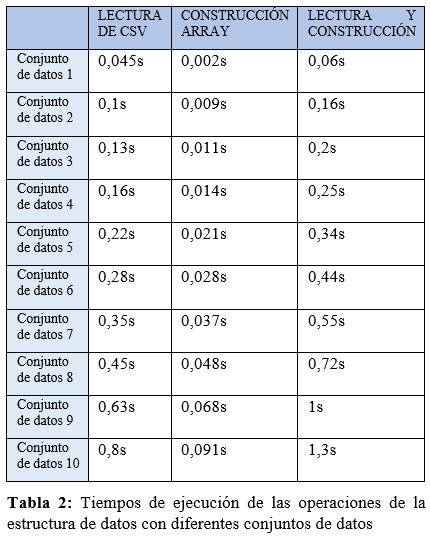 LECTURA DE CSV CONSTRUCCIÓN ARRAY LECTURA Y CONSTRUCCIÓN
Conjunto de datos 1 0,045s 0,002s 0,06s
Conjunto de datos 2 0,1s 0,009s 0,16s
Conjunto de datos 3 0,13s 0,011s 0,2s
Conjunto de datos 4 0,16s 0,014s 0,25s
Conjunto de datos 5 0,22s 0,021s 0,34s
Conjunto de datos 6 0,28s 0,028s 0,44s
Conjunto de datos 7 0,35s 0,037s 0,55s
Conjunto de datos 8 0,45s 0,048s 0,72s
Conjunto de datos 9 0,63s 0,068s 1s
Conjunto de datos 10 0,8s 0,091s 1,3s
Tabla 2: Tiempos de ejecución de las operaciones de la
estructura de datos con diferentes conjuntos de datos